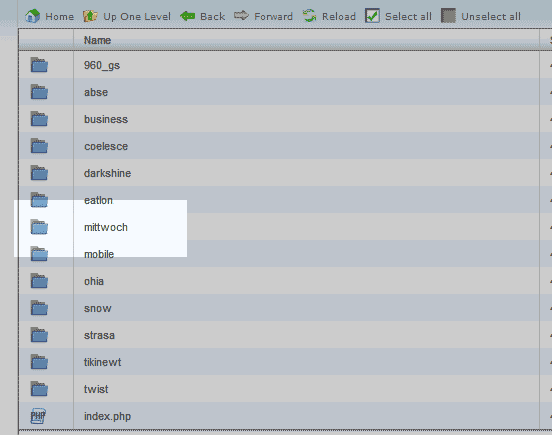 Home Up One Level Back Forward Reload Select all Unselect all
Name
960_gs
abse
business
coelesce
darkshine
eatlon
mittwoch
mobile
ohia
snow
strasa
tikinewt
twist
PHP index.php